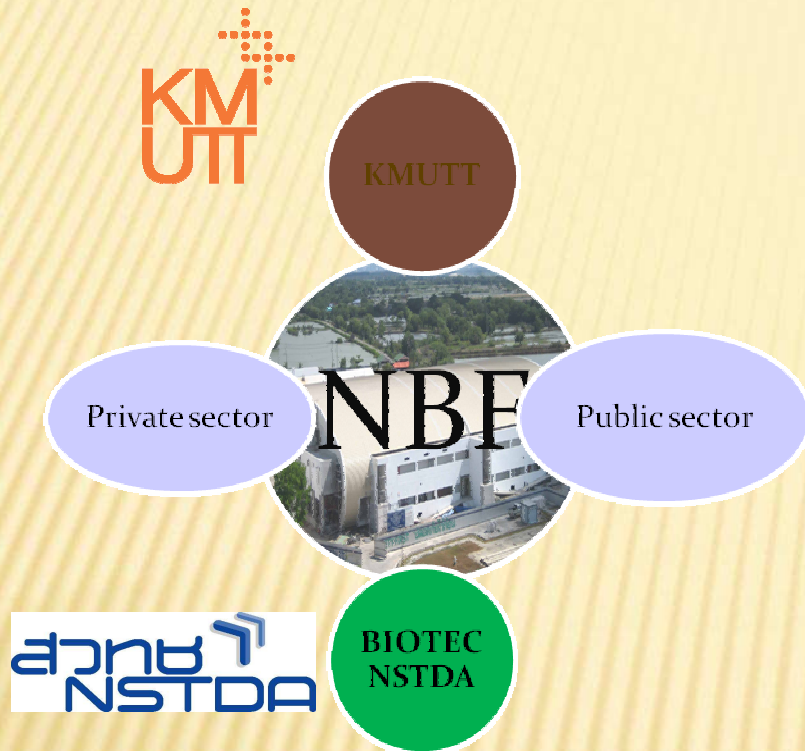 KM
UTT
KMUTT
Private sector
NBF
Public sector
สวทช
NSTDA
BIOTEC
NSTDA